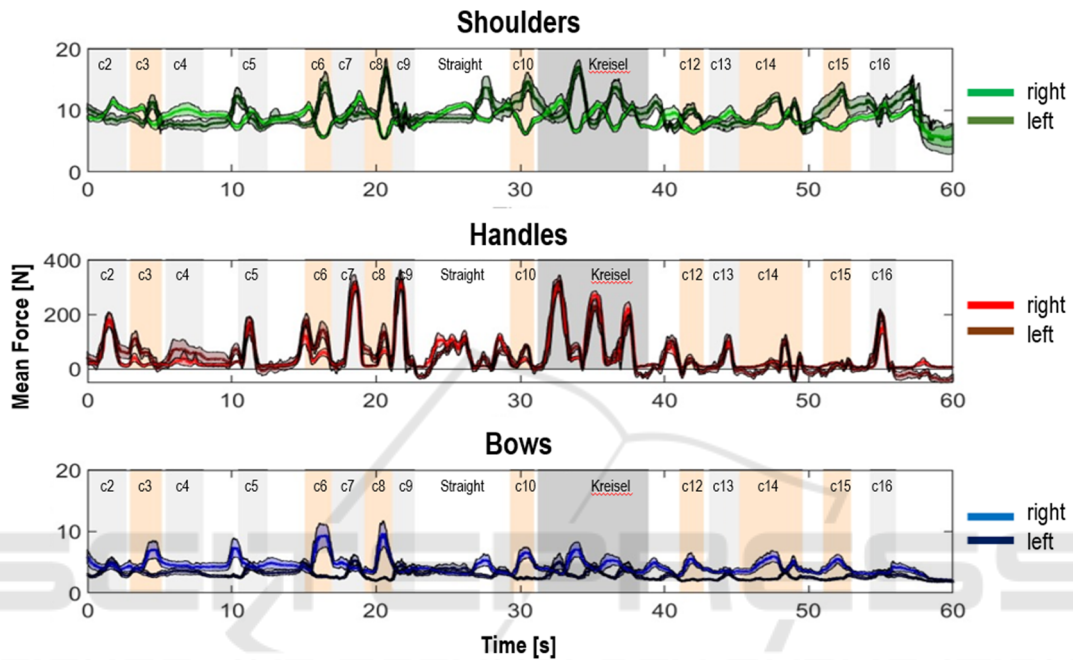 Shoulders
20
10
0
c2 c3 c4 c5 c6 c7 c8 c9 Straight c10 Kreisel c12 c13 c14 c15 c16
right
left
0 10 20 30 40 50 60
Handles
400
200
0
c2 c3 c4 c5 c6 c7 c8 c9 Straight c10 Kreisel c12 c13 c14 c15 c16
right
left
0 10 20 30 40 50 60
Mean Force [N]
Bows
20
10
0
c2 c3 c4 c5 c6 c7 c8 c9 Straight c10 Kreisel c12 c13 c14 c15 c16
right
left
0 10 20 30 40 50 60
Time [s]